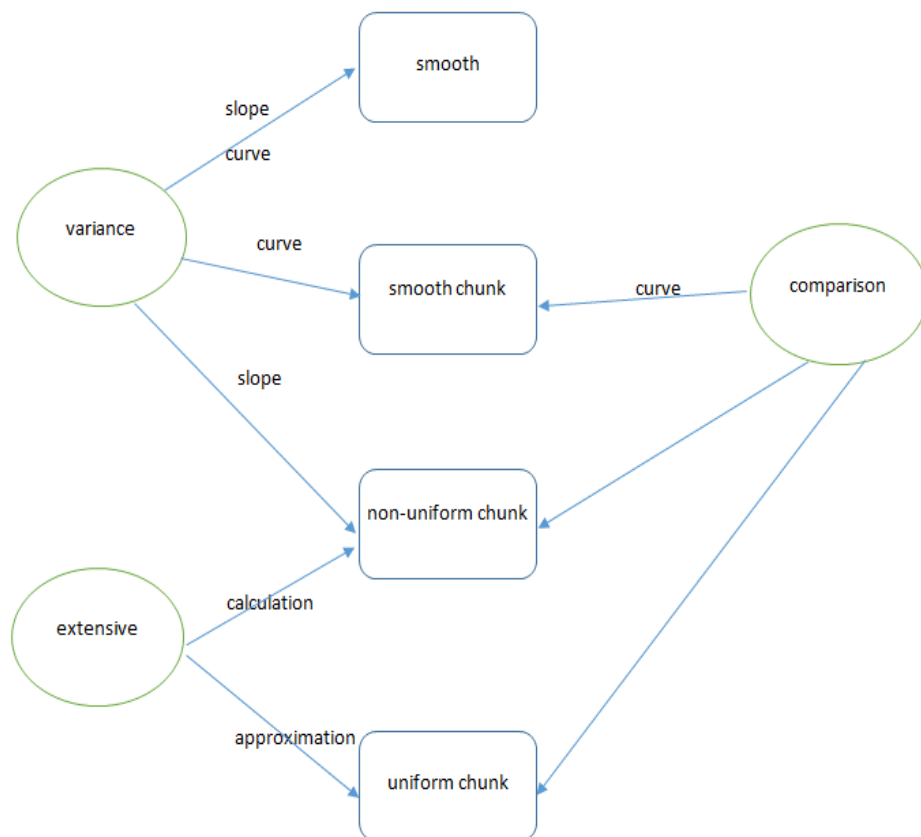 smooth
slope
curve
variance
curve
smooth chunk
curve
comparison
slope
non-uniform chunk
calculation
extensive
approximation
uniform chunk